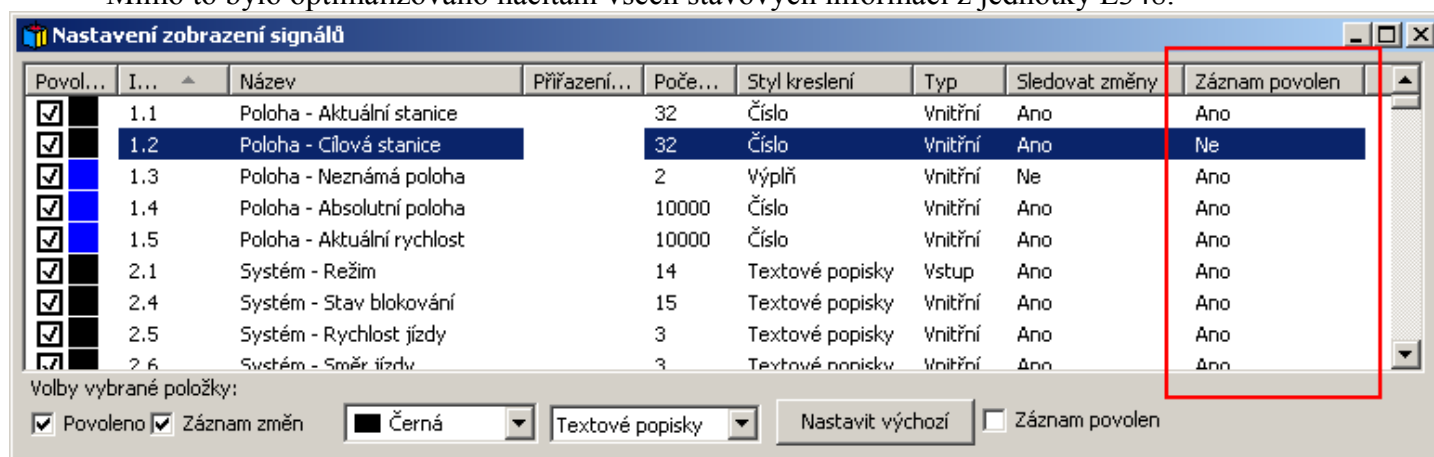 Mimo to bylo optimalizováno načítání všech stavových informací z jednotky
Nastavení zobrazení signálů
Povol... I... Název Přiřazení... Poče... Styl kreslení Typ Sledovat změny Záznam povolen
1.1 Poloha - Aktuální stanice 32 Číslo Vnitřní Ano Ano
1.2 Poloha - Cílová stanice 32 Číslo Vnitřní Ano Ne
1.3 Poloha - Neznámá poloha 2 Výplň Vnitřní Ne Ano
1.4 Poloha - Absolutní poloha 10000 Číslo Vnitřní Ano Ano
1.5 Poloha - Aktuální rychlost 10000 Číslo Vnitřní Ano Ano
2.1 Systém - Režim 14 Textové popisky Vstup Ano Ano
2.4 Systém - Stav blokování 15 Textové popisky Vnitřní Ano Ano
2.5 Systém - Rychlost jízdy 3 Textové popisky Vnitřní Ano Ano
2.6 Systém - Směr jízdy 3 Textové popisky Vnitřní Ano Ano
Volby vybrané položky:
Povoleno Záznam změn Černá Textové popisky Nastavit výchozí Záznam povolen